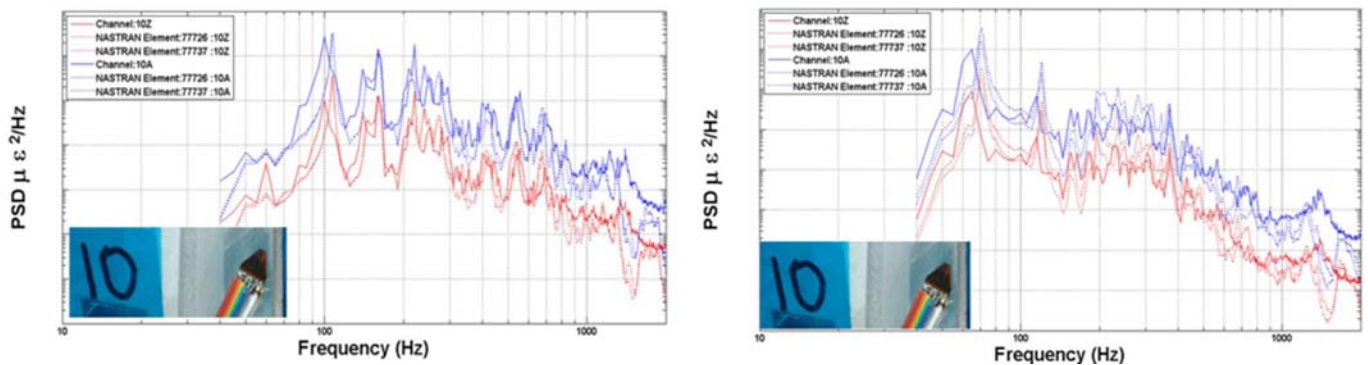 Channel:10Z
NASTRAN Element:77726 :10Z
NASTRAN Element:77737 :10Z
Channel:10A
NASTRAN Element:77726 :10A
NASTRAN Element:77737 :10A
PSD μ ε²/Hz
10
10
100
1000
Frequency (Hz)
Channel:10Z
NASTRAN Element:77726 :10Z
NASTRAN Element:77737 :10Z
Channel:10A
NASTRAN Element:77726 :10A
NASTRAN Element:77737 :10A
PSD μ ε²/Hz
10
10
100
1000
Frequency (Hz)